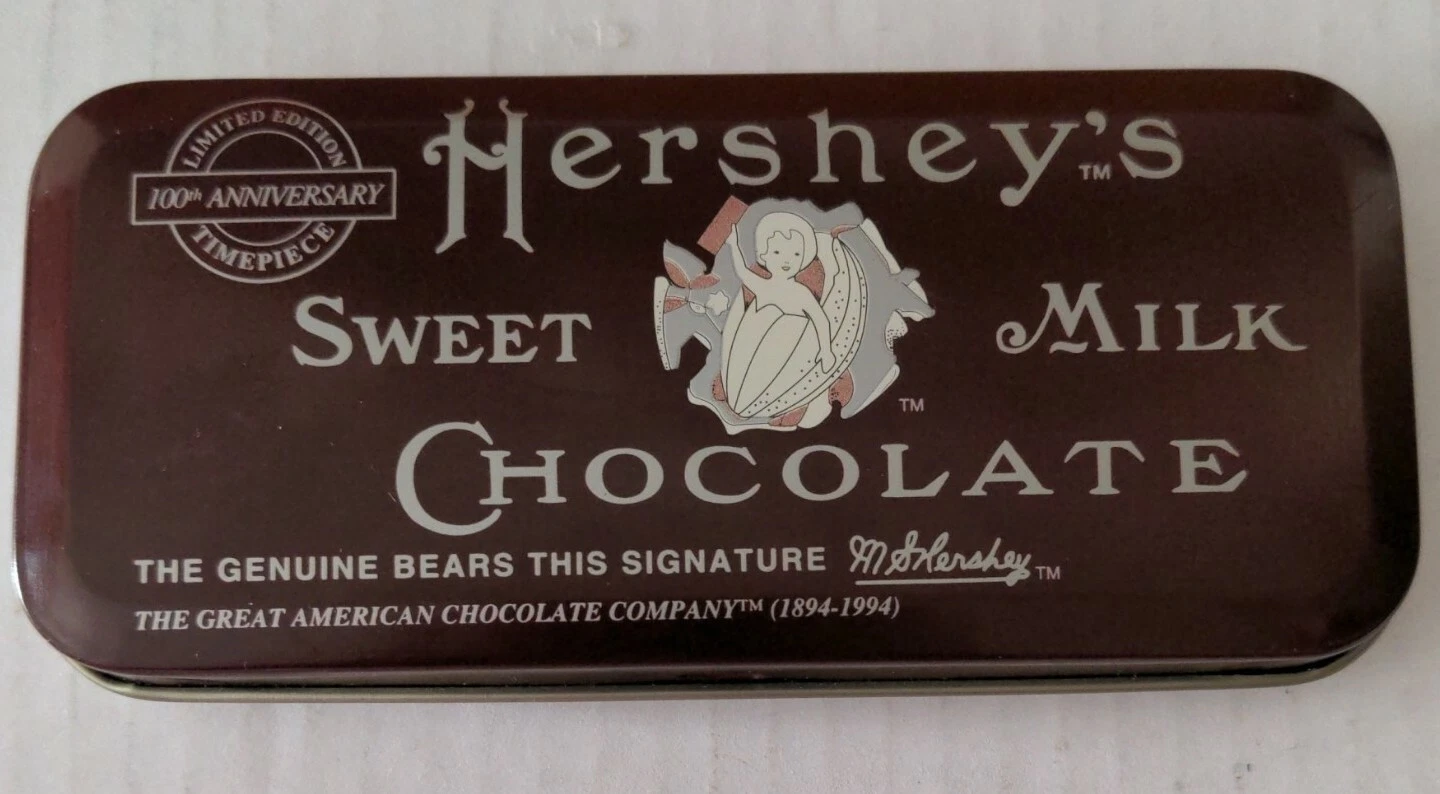 LIMITED EDITION
100th ANNIVERSARY
TIMEPIECE
Hershey's™
SWEET MILK
™
CHOCOLATE
THE GENUINE BEARS THIS SIGNATURE M.S. Hershey™
THE GREAT AMERICAN CHOCOLATE COMPANY™ (1894-1994)